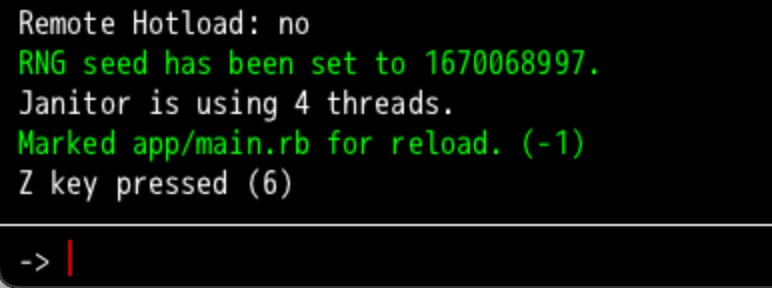 Remote Hotload: no
RNG seed has been set to 1670068997.
Janitor is using 4 threads.
Marked app/main.rb for reload. (-1)
Z key pressed (6)
->